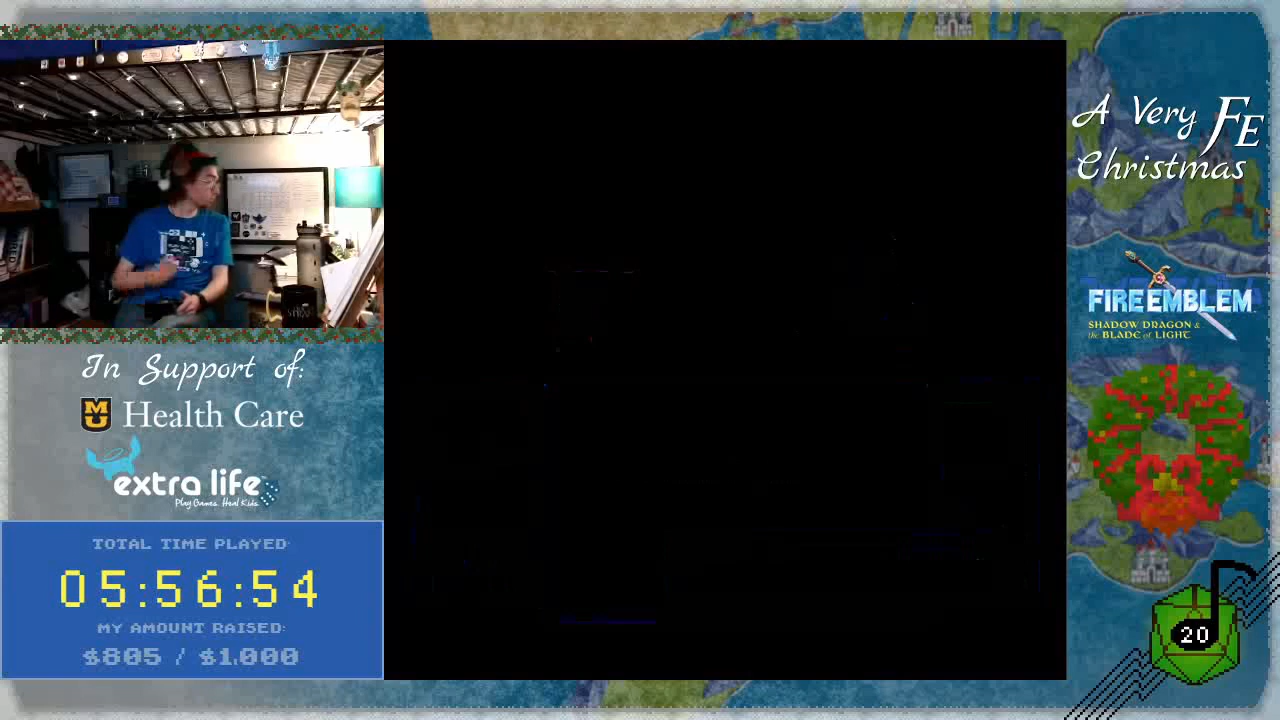 A Very FE
Christmas
FIRE EMBLEM
SHADOW DRAGON &
the BLADE of LIGHT
In Support of:
MU Health Care
extra life
Play Games. Heal Kids.
TOTAL TIME PLAYED:
05:56:54
MY AMOUNT RAISED:
$805 / $1,000
20